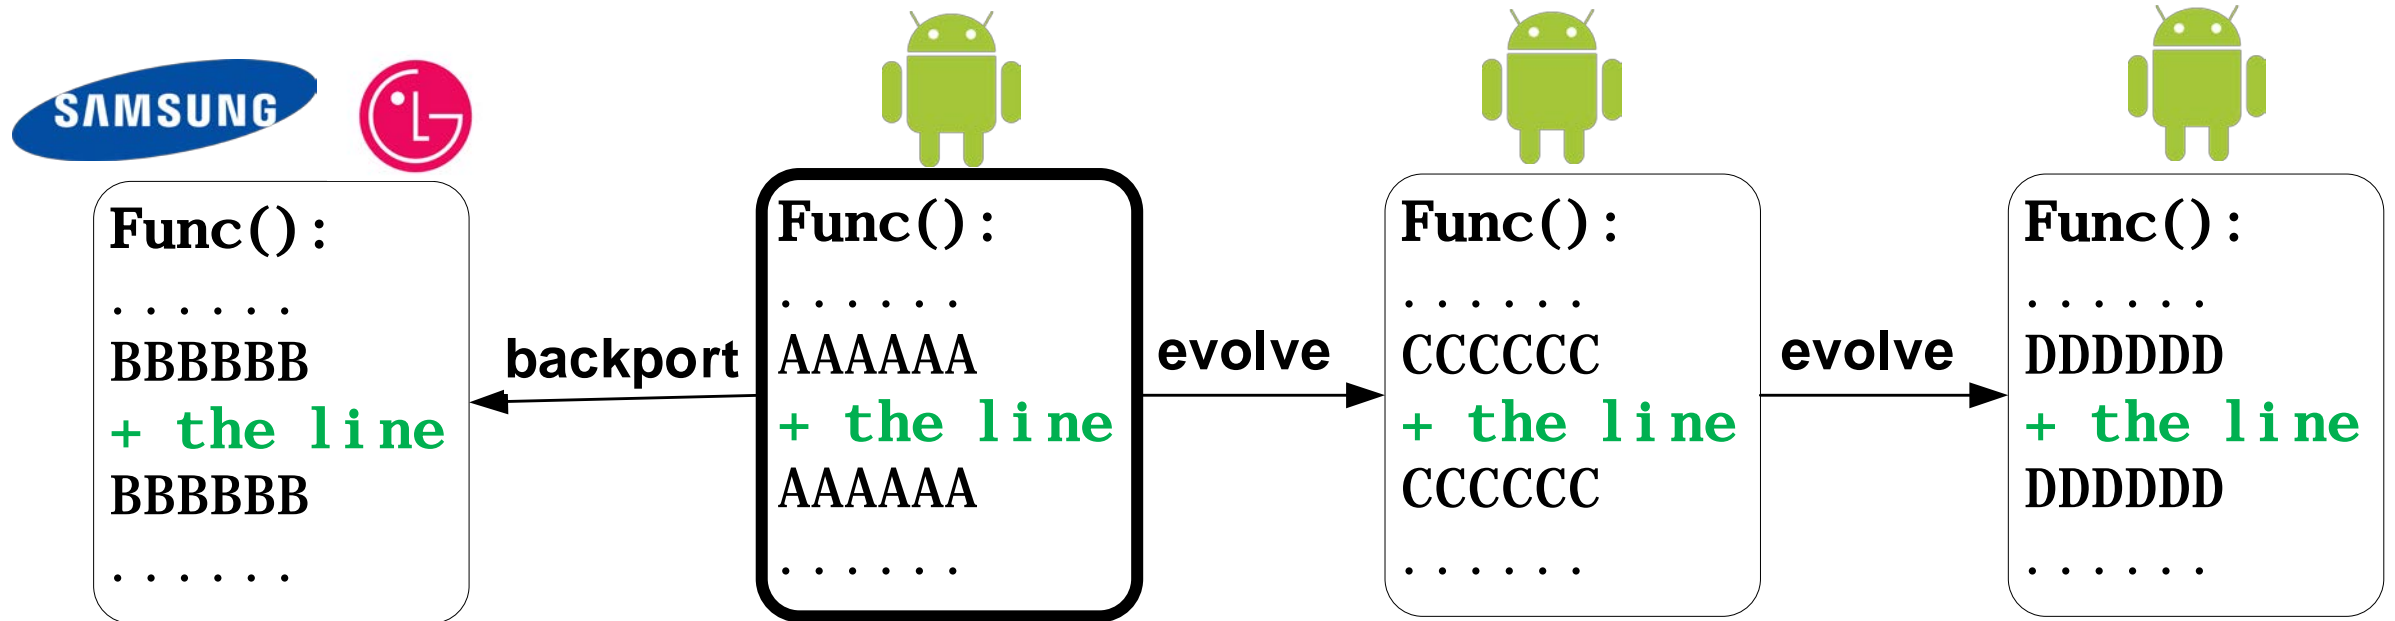 SAMSUNG
LG
Func():
......
BBBBBB
+ the line
BBBBBB
......
backport
Func():
......
AAAAAA
+ the line
AAAAAA
......
evolve
Func():
......
CCCCCC
+ the line
CCCCCC
......
evolve
Func():
......
DDDDDD
+ the line
DDDDDD
......